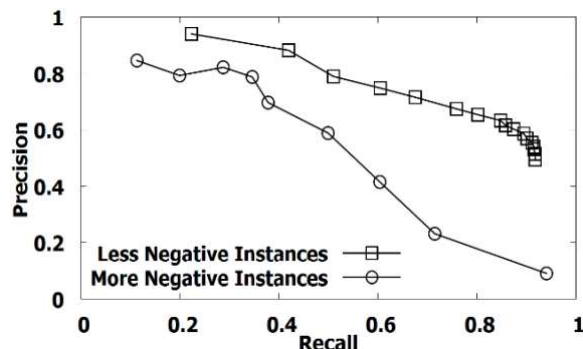 1
0.8
0.6
0.4
0.2
0
Precision
Less Negative Instances
More Negative Instances
0 0.2 0.4 0.6 0.8 1
Recall